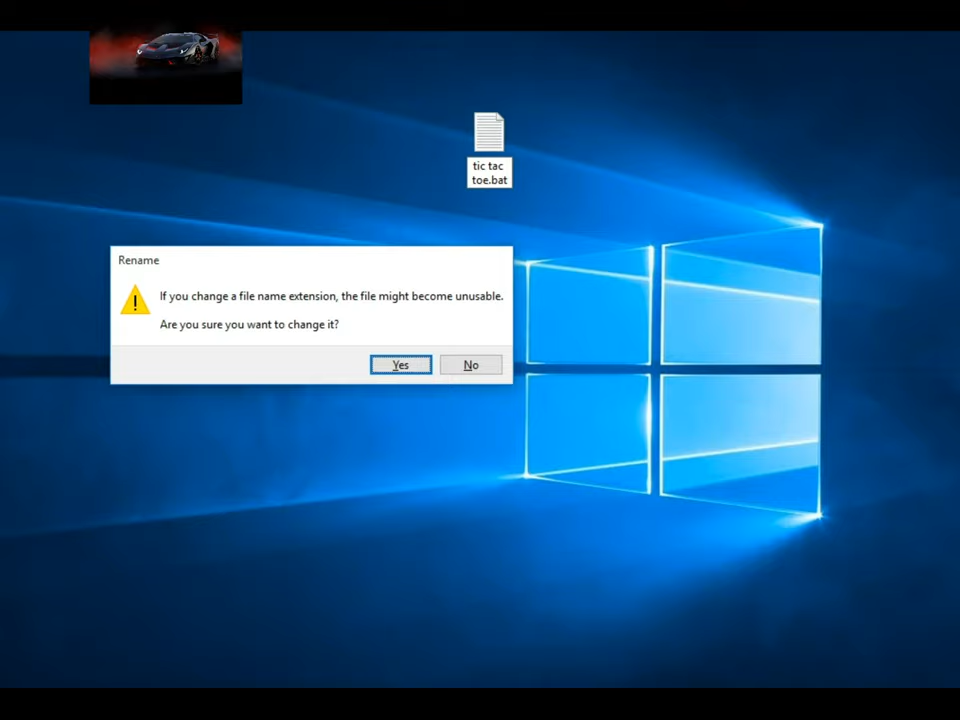 tic tac
toe.bat
Rename
If you change a file name extension, the file might become unusable.
Are you sure you want to change it?
Yes
No